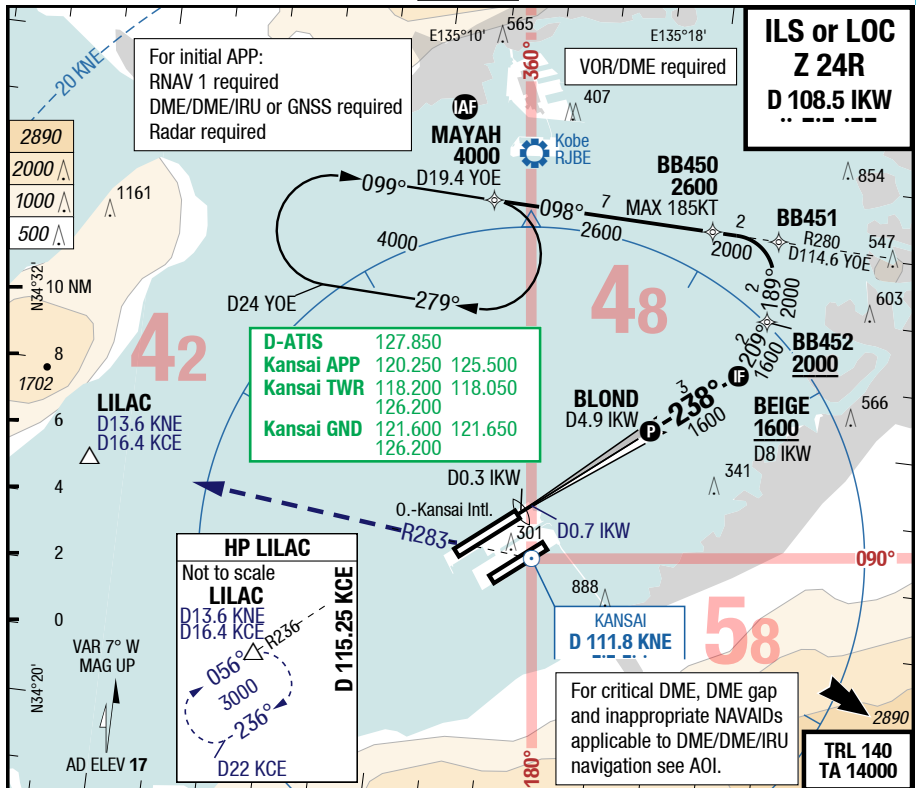 565
E135°10'
E135°18'
360°
ILS or LOC
Z 24R
D 108.5 IKW
20 KNE
For initial APP:
RNAV 1 required
DME/DME/IRU or GNSS required
Radar required
VOR/DME required
407
IAF
MAYAH
4000
D19.4 YOE
Kobe
RJBE
2890
2000
1000
500
1161
854
BB450
2600
MAX 185KT
BB451
099°
098°
7
2600
2
2000
R280
D114.6 YOE
547
4000
279°
D24 YOE
N34°32'
10 NM
8
6
4
2
0
48
42
2
189°
2000
603
D-ATIS 127.850
Kansai APP 120.250 125.500
Kansai TWR 118.200 118.050
126.200
Kansai GND 121.600 121.650
126.200
BB452
2000
2
209°
1600
1702
LILAC
D13.6 KNE
D16.4 KCE
BLOND
D4.9 IKW
P
3
238°
1600
IF
BEIGE
1600
D8 IKW
566
341
D0.3 IKW
O.-Kansai Intl.
R283
301
D0.7 IKW
090°
HP LILAC
Not to scale
LILAC
D13.6 KNE
D16.4 KCE
R236
056°
3000
236°
D22 KCE
D 115.25 KCE
888
KANSAI
D 111.8 KNE
58
VAR 7° W
MAG UP
N34°20'
AD ELEV 17
180°
For critical DME, DME gap
and inappropriate NAVAIDs
applicable to DME/DME/IRU
navigation see AOI.
2890
TRL 140
TA 14000